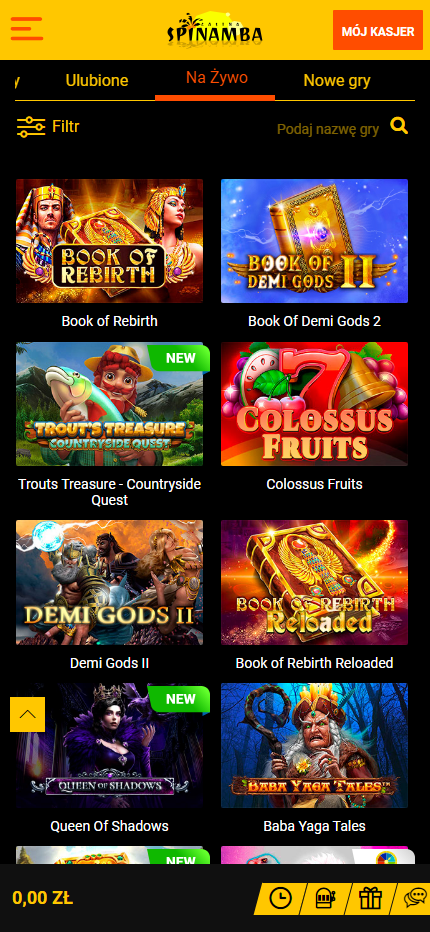 CASINO
SPINAMBA
MÓJ KASJER
y
Ulubione
Na Żywo
Nowe gry
Filtr
Podaj nazwę gry
BOOK OF
REBIRTH
Book of Rebirth
BOOK OF
DEMI GODS II
Book Of Demi Gods 2
NEW
TROUT'S TREASURE
COUNTRYSIDE QUEST
Trouts Treasure - Countryside
Quest
7
COLOSSUS
FRUITS
Colossus Fruits
DEMI GODS II
Demi Gods II
BOOK OF REBIRTH
Reloaded
Book of Rebirth Reloaded
NEW
QUEEN OF SHADOWS
Queen Of Shadows
BABA YAGA TALES™
Baba Yaga Tales
NEW
0,00 ZŁ